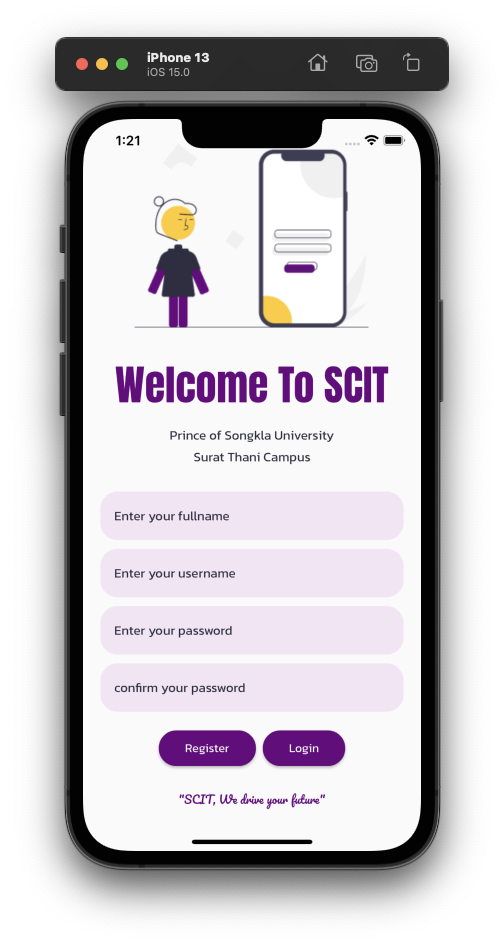 iPhone 13
iOS 15.0
1:21
Welcome To SCIT
Prince of Songkla University
Surat Thani Campus
Enter your fullname
Enter your username
Enter your password
confirm your password
Register Login
"SCIT, We drive your future"